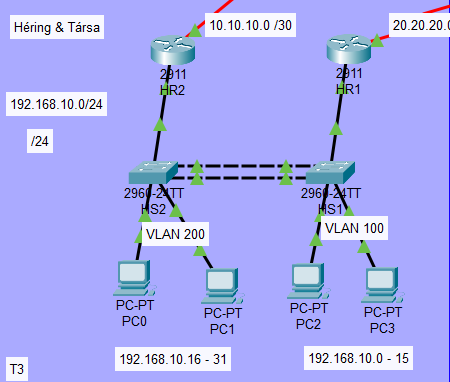 Héring & Társa
10.10.10.0 /30
20.20.20.0
2911
HR2
2911
HR1
192.168.10.0/24
/24
2960-24TT
HS2
2960-24TT
HS1
VLAN 200
VLAN 100
PC-PT
PC0
PC-PT
PC1
PC-PT
PC2
PC-PT
PC3
192.168.10.16 - 31
192.168.10.0 - 15
T3